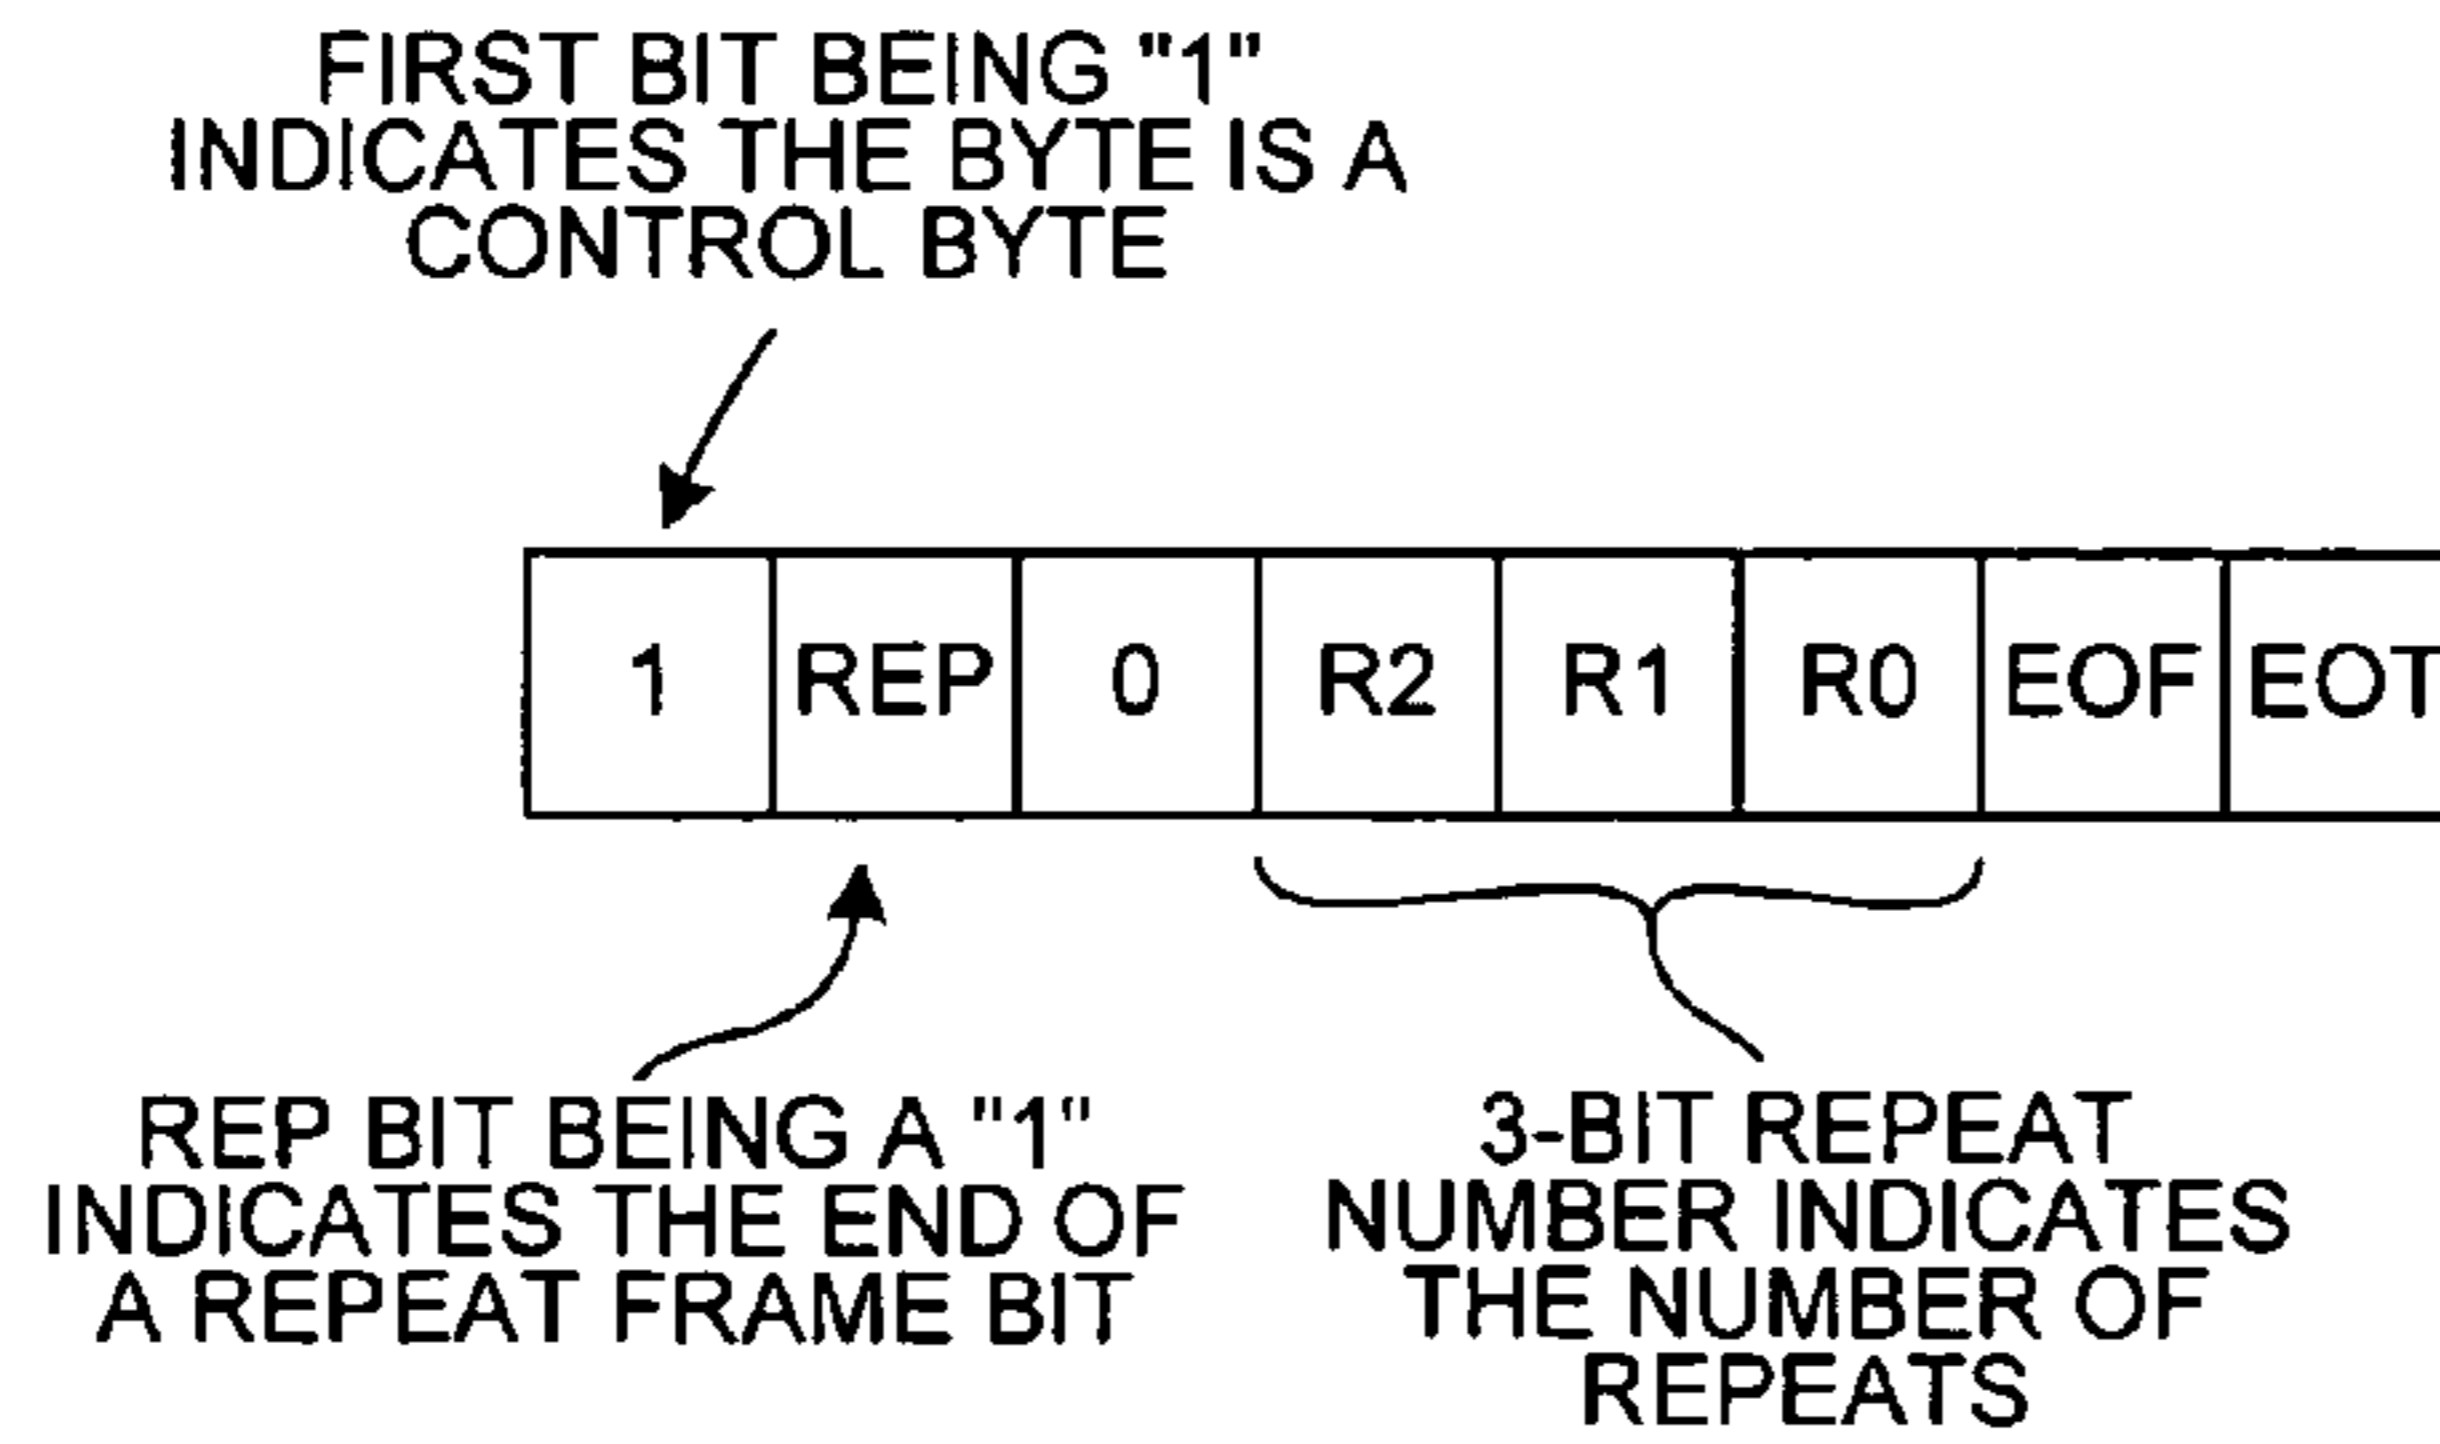 FIRST BIT BEING "1"
INDICATES THE BYTE IS A
CONTROL BYTE
1 REP 0 R2 R1 R0 EOF EOT
REP BIT BEING A "1"
INDICATES THE END OF
A REPEAT FRAME BIT
3-BIT REPEAT
NUMBER INDICATES
THE NUMBER OF
REPEATS